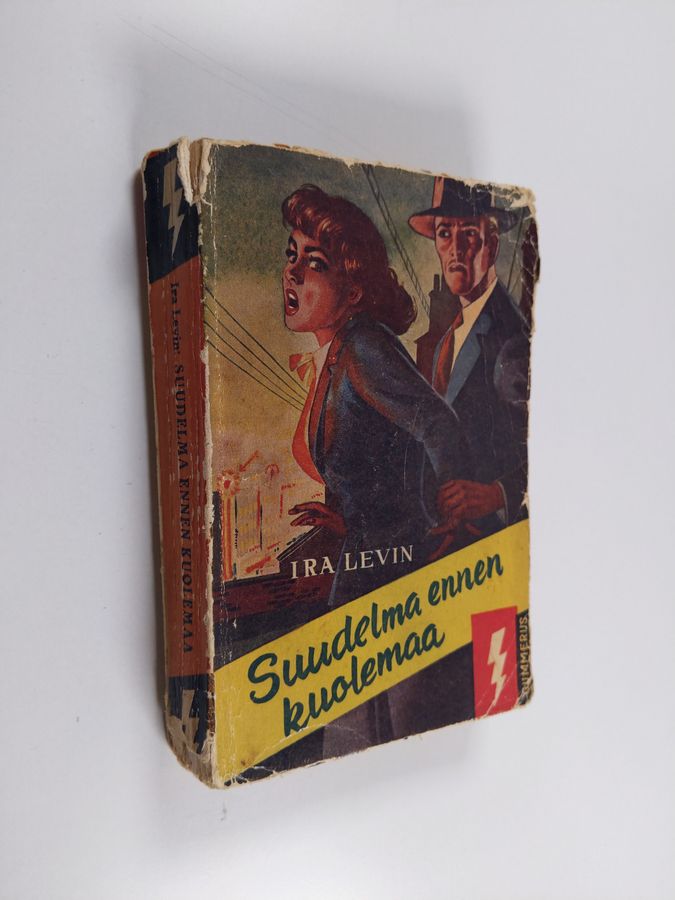 Ira Levin: SUUDELMA ENNEN KUOLEMAA
IRA LEVIN
Suudelma ennen
kuolemaa
GUMMERUS